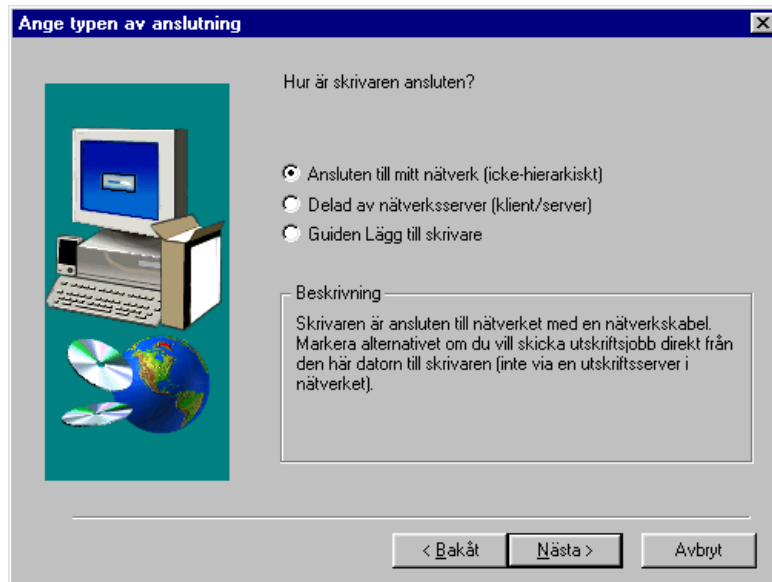 Ange typen av anslutning
Hur är skrivaren ansluten?
Ansluten till mitt nätverk (icke-hierarkiskt)
Delad av nätverksserver (klient/server)
Guiden Lägg till skrivare
Beskrivning
Skrivaren är ansluten till nätverket med en nätverkskabel.
Markera alternativet om du vill skicka utskriftsjobb direkt från
den här datorn till skrivaren (inte via en utskriftsserver i
nätverket).
< Bakåt Nästa > Avbryt